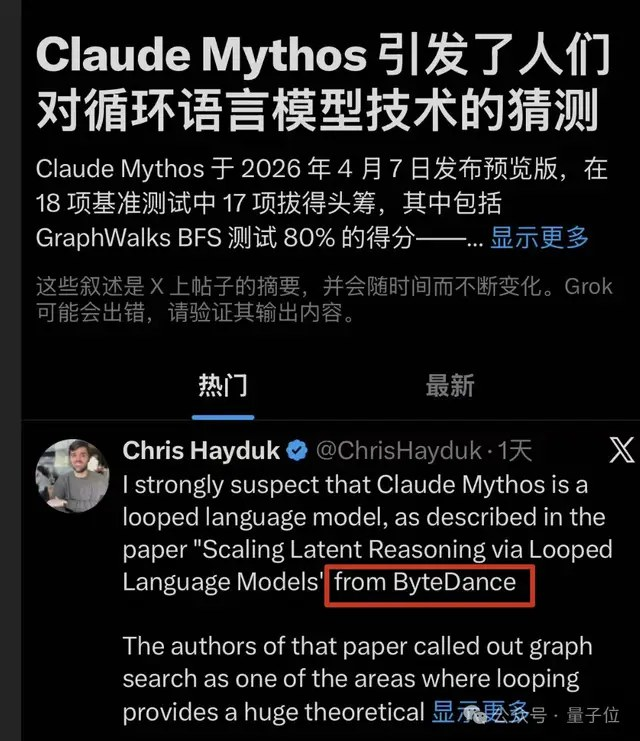 Claude Mythos 引发了人们
对循环语言模型技术的猜测
Claude Mythos 于 2026 年 4 月 7 日发布预览版，在
18 项基准测试中 17 项拔得头筹，其中包括
GraphWalks BFS 测试 80% 的得分——... 显示更多
这些叙述是 X 上帖子的摘要，并会随时间而不断变化。Grok
可能会出错，请验证其输出内容。
热门 最新
Chris Hayduk @ChrisHayduk · 1天
I strongly suspect that Claude Mythos is a
looped language model, as described in the
paper "Scaling Latent Reasoning via Looped
Language Models" from ByteDance
The authors of that paper called out graph
search as one of the areas where looping
provides a huge theoretical 显示更多
公众号 · 量子位